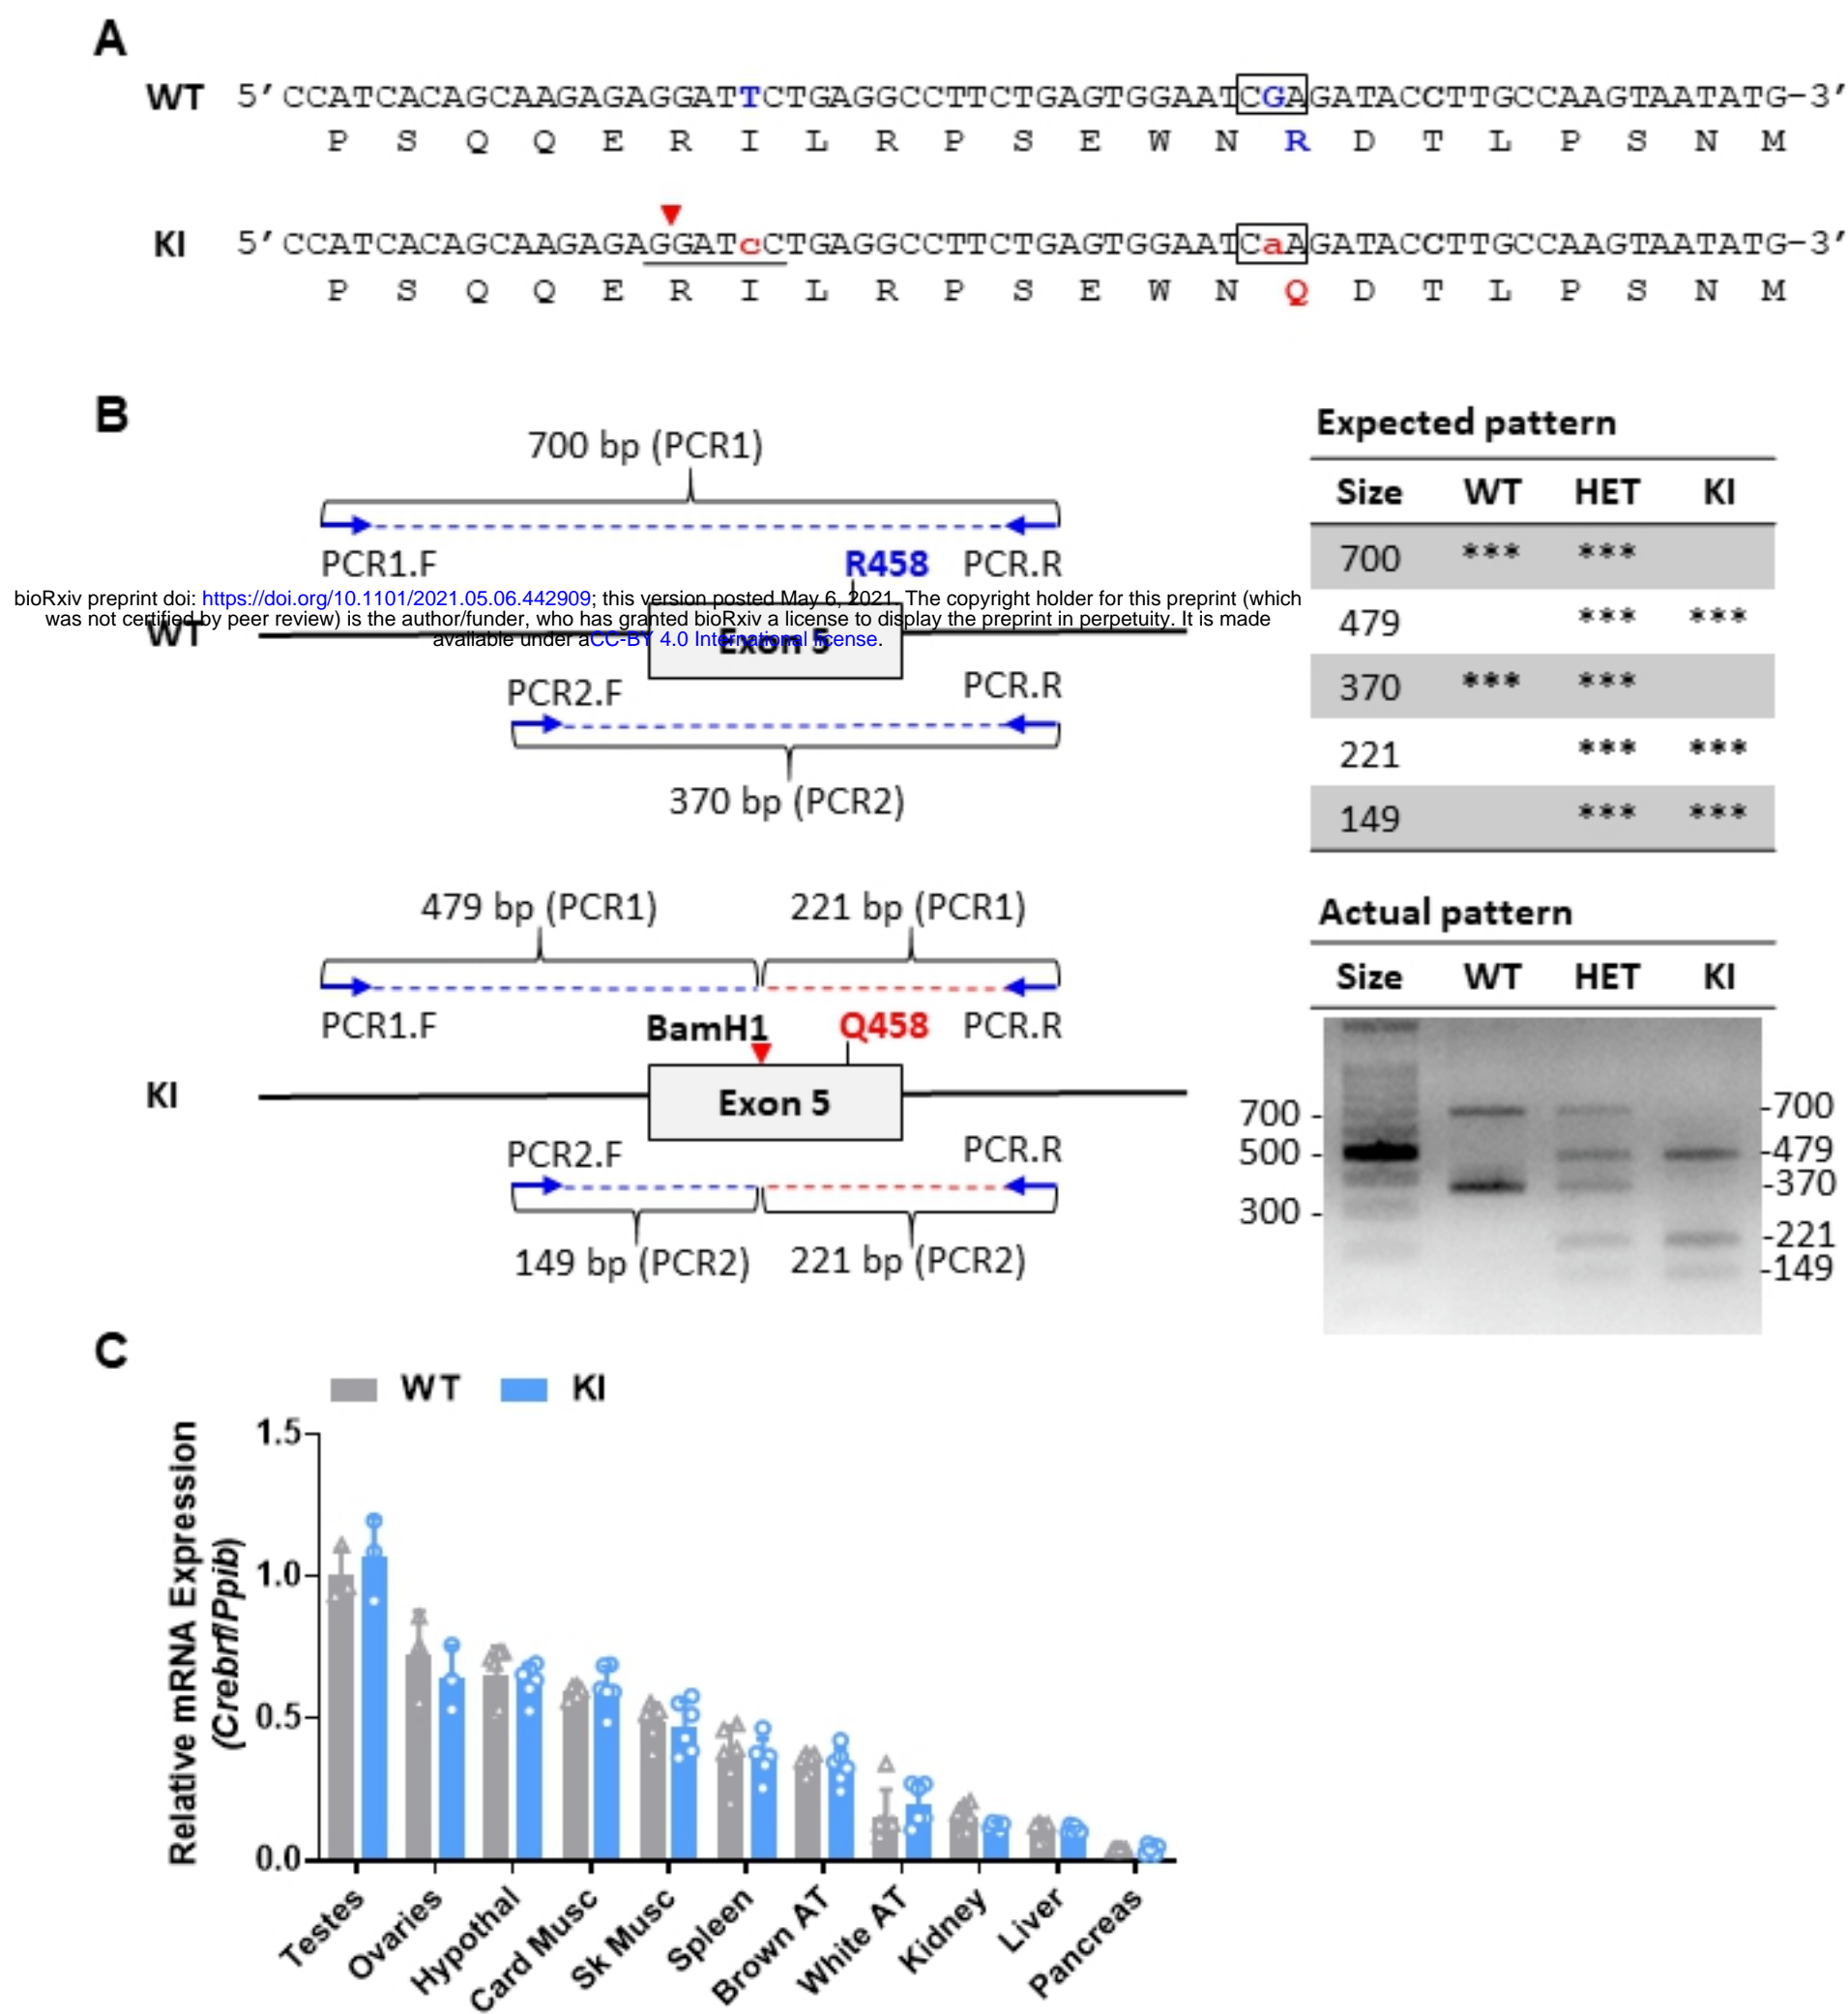 A
WT 5’CCATCACAGCAAGAGAGGATTCTGAGGCCTTCTGAGTGGAATCGAGATACCTTGCCAAGTAATATG-3’
P S Q Q E R I L R P S E W N R D T L P S N M
KI 5’CCATCACAGCAAGAGAGGATcCTGAGGCCTTCTGAGTGGAATCaAGATACCTTGCCAAGTAATATG-3’
P S Q Q E R I L R P S E W N Q D T L P S N M
B
700 bp (PCR1)
PCR1.F R458 PCR.R
bioRxiv preprint doi: https://doi.org/10.1101/2021.05.06.442909; this version posted May 6, 2021. The copyright holder for this preprint (which
was not certified by peer review) is the author/funder, who has granted bioRxiv a license to display the preprint in perpetuity. It is made
available under aCC-BY 4.0 International license.
WT Exon 5
PCR2.F PCR.R
370 bp (PCR2)
479 bp (PCR1) 221 bp (PCR1)
PCR1.F BamH1 Q458 PCR.R
KI Exon 5
PCR2.F PCR.R
149 bp (PCR2) 221 bp (PCR2)
Expected pattern
Size WT HET KI
700 *** ***
479 *** ***
370 *** ***
221 *** ***
149 *** ***
Actual pattern
Size WT HET KI
700 - -700
500 - -479
-370
300 -
-221
-149
C
WT KI
Relative mRNA Expression
(Crebrf/Ppib)
1.5
1.0
0.5
0.0
Testes
Ovaries
Hypothal
Card Musc
Sk Musc
Spleen
Brown AT
White AT
Kidney
Liver
Pancreas